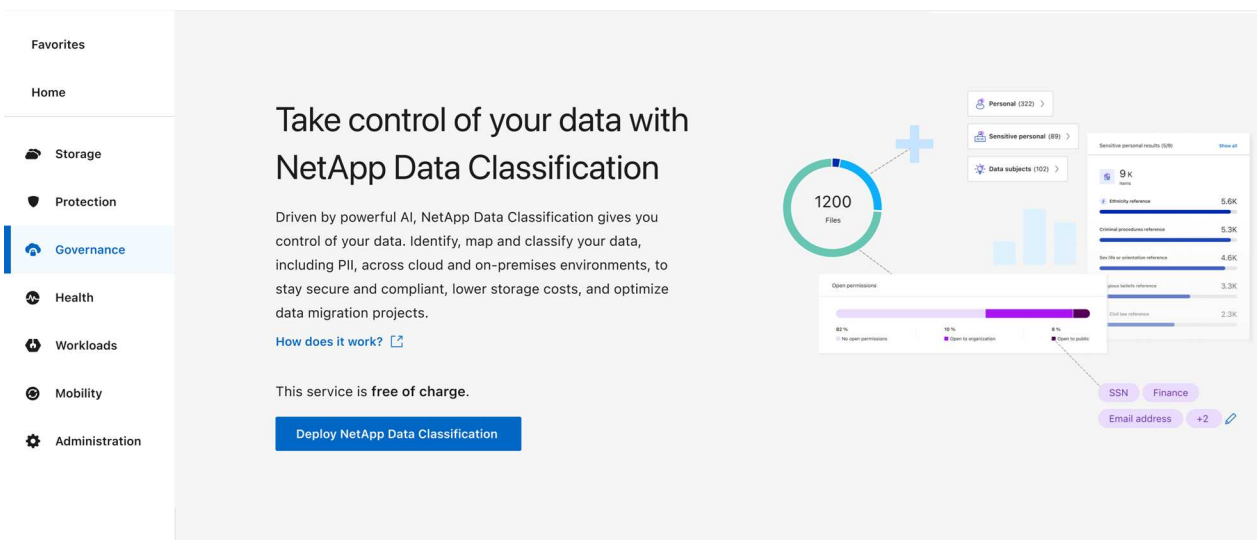 Favorites
Home
Storage
Protection
Governance
Health
Workloads
Mobility
Administration
Take control of your data with
NetApp Data Classification
Driven by powerful AI, NetApp Data Classification gives you
control of your data. Identify, map and classify your data,
including PII, across cloud and on-premises environments, to
stay secure and compliant, lower storage costs, and optimize
data migration projects.
How does it work?
This service is free of charge.
Deploy NetApp Data Classification
Personal (322)
Sensitive personal (89)
Data subjects (102)
1200
Files
Sensitive personal results (5/9) Show all
9 K
Items
Ethnicity reference 5.6K
Criminal procedures reference 5.3K
Sex life or orientation reference 4.6K
beliefs reference 3.3K
Civil law reference 2.3K
Open permissions
82 % 10 % 8 %
No open permissions Open to organization Open to public
SSN Finance
Email address +2